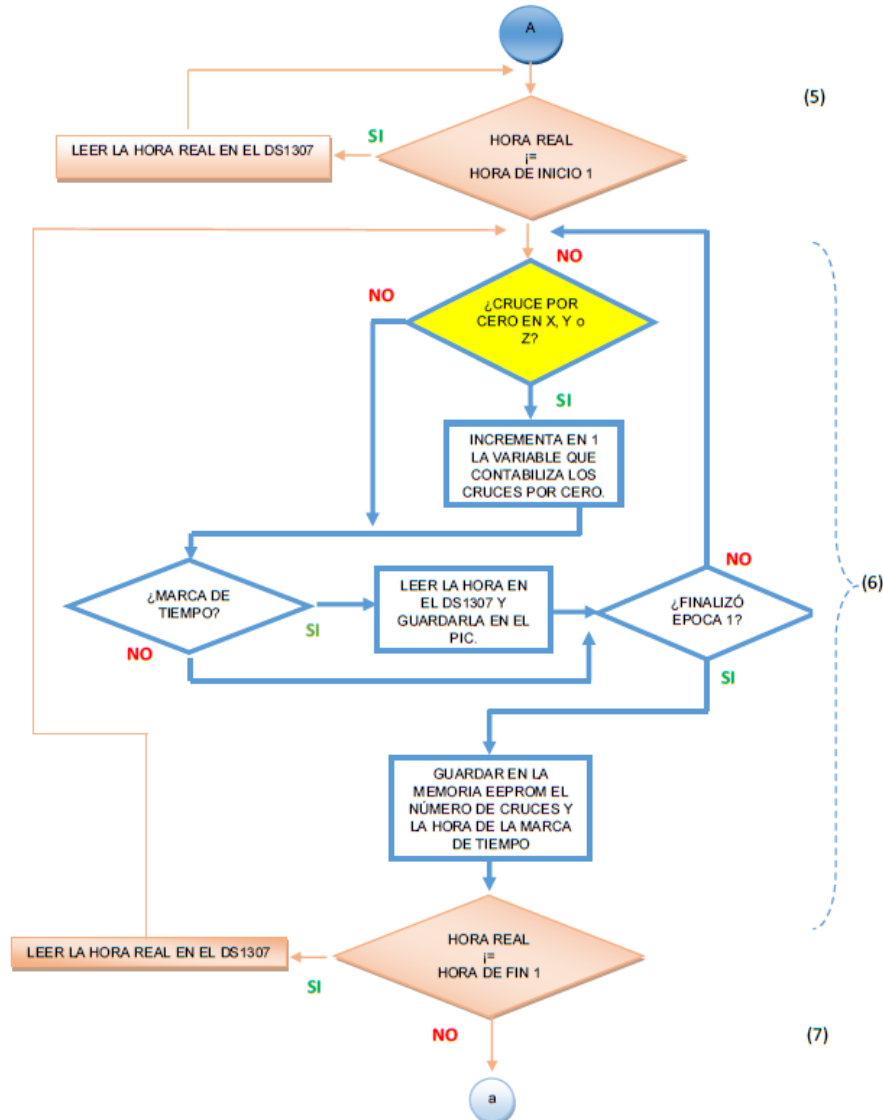 A
(5)
HORA REAL
¡=
HORA DE INICIO 1
SI
LEER LA HORA REAL EN EL DS1307
NO
¿CRUCE POR
CERO EN X, Y o
Z?
NO
SI
INCREMENTA EN 1
LA VARIABLE QUE
CONTABILIZA LOS
CRUCES POR CERO.
¿MARCA DE
TIEMPO?
SI
NO
LEER LA HORA EN
EL DS1307 Y
GUARDARLA EN EL
PIC.
NO
¿FINALIZÓ
EPOCA 1?
SI
(6)
GUARDAR EN LA
MEMORIA EEPROM EL
NÚMERO DE CRUCES Y
LA HORA DE LA MARCA
DE TIEMPO
HORA REAL
¡=
HORA DE FIN 1
SI
LEER LA HORA REAL EN EL DS1307
NO
(7)
a